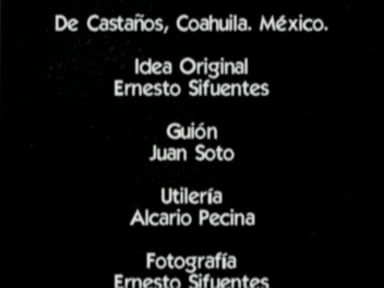 De Castaños, Coahuila. México.
Idea Original
Ernesto Sifuentes
Guión
Juan Soto
Utilería
Alcario Pecina
Fotografía
Ernesto Sifuentes